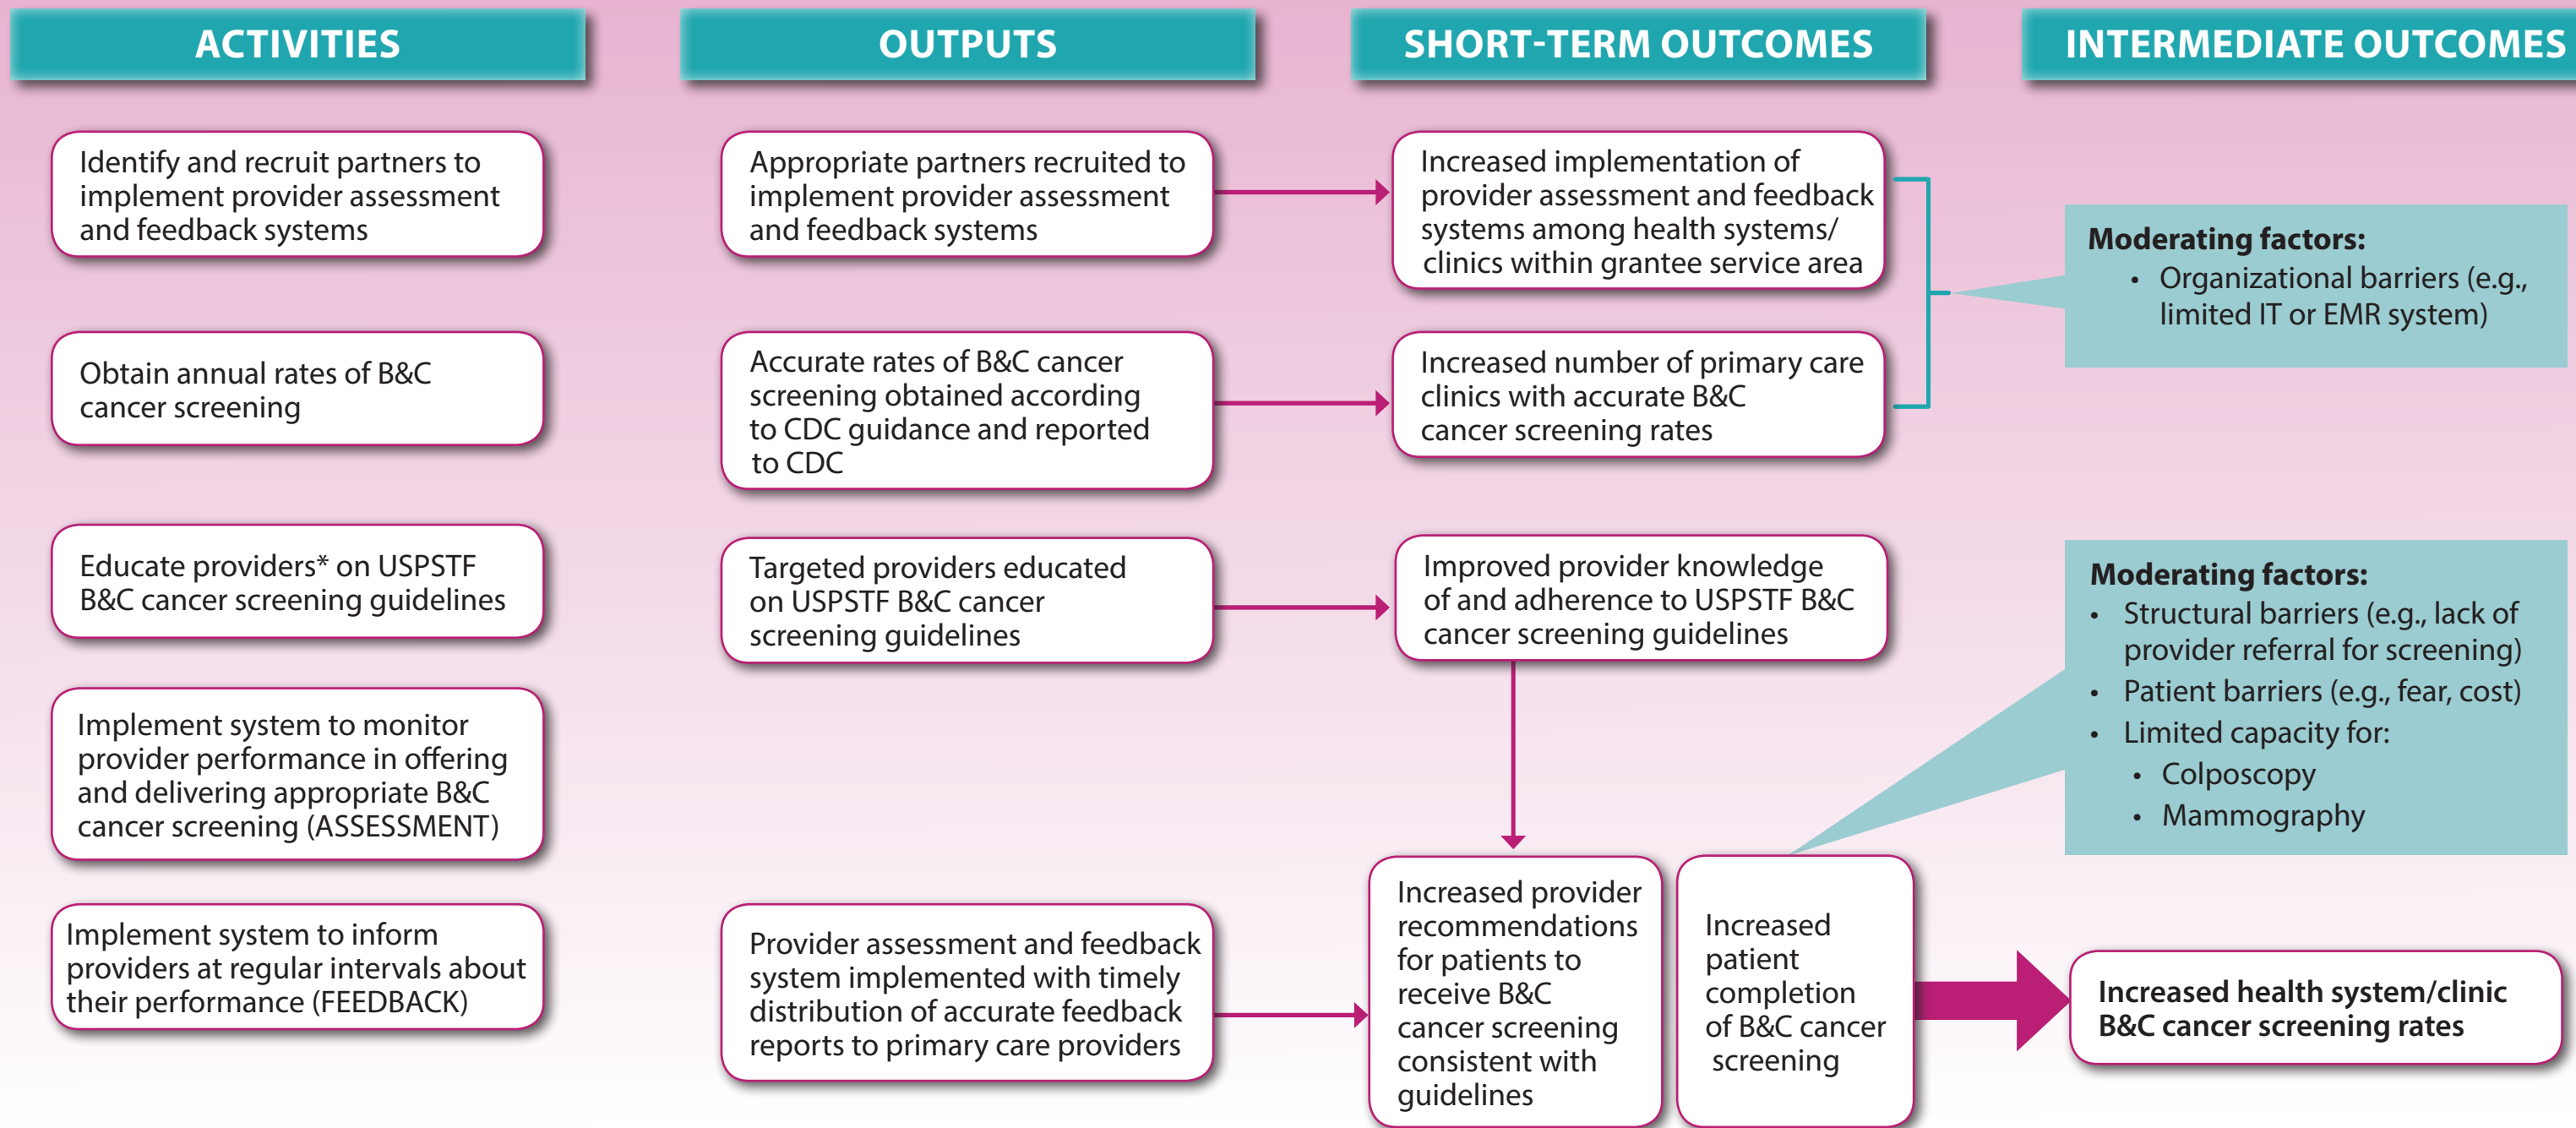 ACTIVITIES
Identify and recruit partners to
implement provider assessment
and feedback systems
Obtain annual rates of B&C
cancer screening
Educate providers* on USPSTF
B&C cancer screening guidelines
Implement system to monitor
provider performance in offering
and delivering appropriate B&C
cancer screening (ASSESSMENT)
Implement system to inform
providers at regular intervals about
their performance (FEEDBACK)
OUTPUTS
Appropriate partners recruited to
implement provider assessment
and feedback systems
Accurate rates of B&C cancer
screening obtained according
to CDC guidance and reported
to CDC
Targeted providers educated
on USPSTF B&C cancer
screening guidelines
Provider assessment and feedback
system implemented with timely
distribution of accurate feedback
reports to primary care providers
SHORT-TERM OUTCOMES
Increased implementation of
provider assessment and feedback
systems among health systems/
clinics within grantee service area
Increased number of primary care
clinics with accurate B&C
cancer screening rates
Improved provider knowledge
of and adherence to USPSTF B&C
cancer screening guidelines
Increased provider
recommendations
for patients to
receive B&C
cancer screening
consistent with
guidelines
Increased
patient
completion
of B&C cancer
screening
INTERMEDIATE OUTCOMES
Moderating factors:
• Organizational barriers (e.g.,
limited IT or EMR system)
Moderating factors:
• Structural barriers (e.g., lack of
provider referral for screening)
• Patient barriers (e.g., fear, cost)
• Limited capacity for:
• Colposcopy
• Mammography
Increased health system/clinic
B&C cancer screening rates